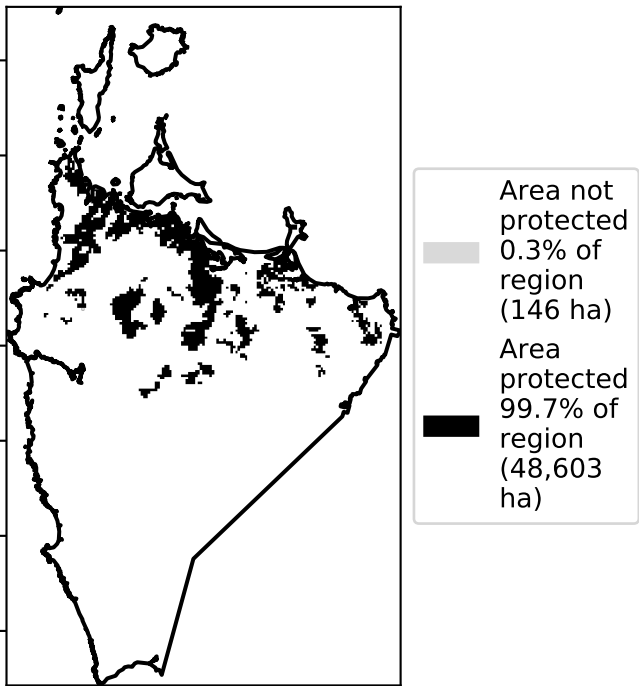 Area not
protected
0.3% of
region
(146 ha)
Area
protected
99.7% of
region
(48,603
ha)